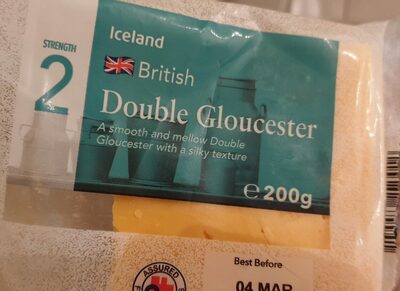 Iceland
STRENGTH
2
British
Double Gloucester
A smooth and mellow Double
Gloucester with a silky texture
℮200g
Best Before
04 MAR
ASSURED